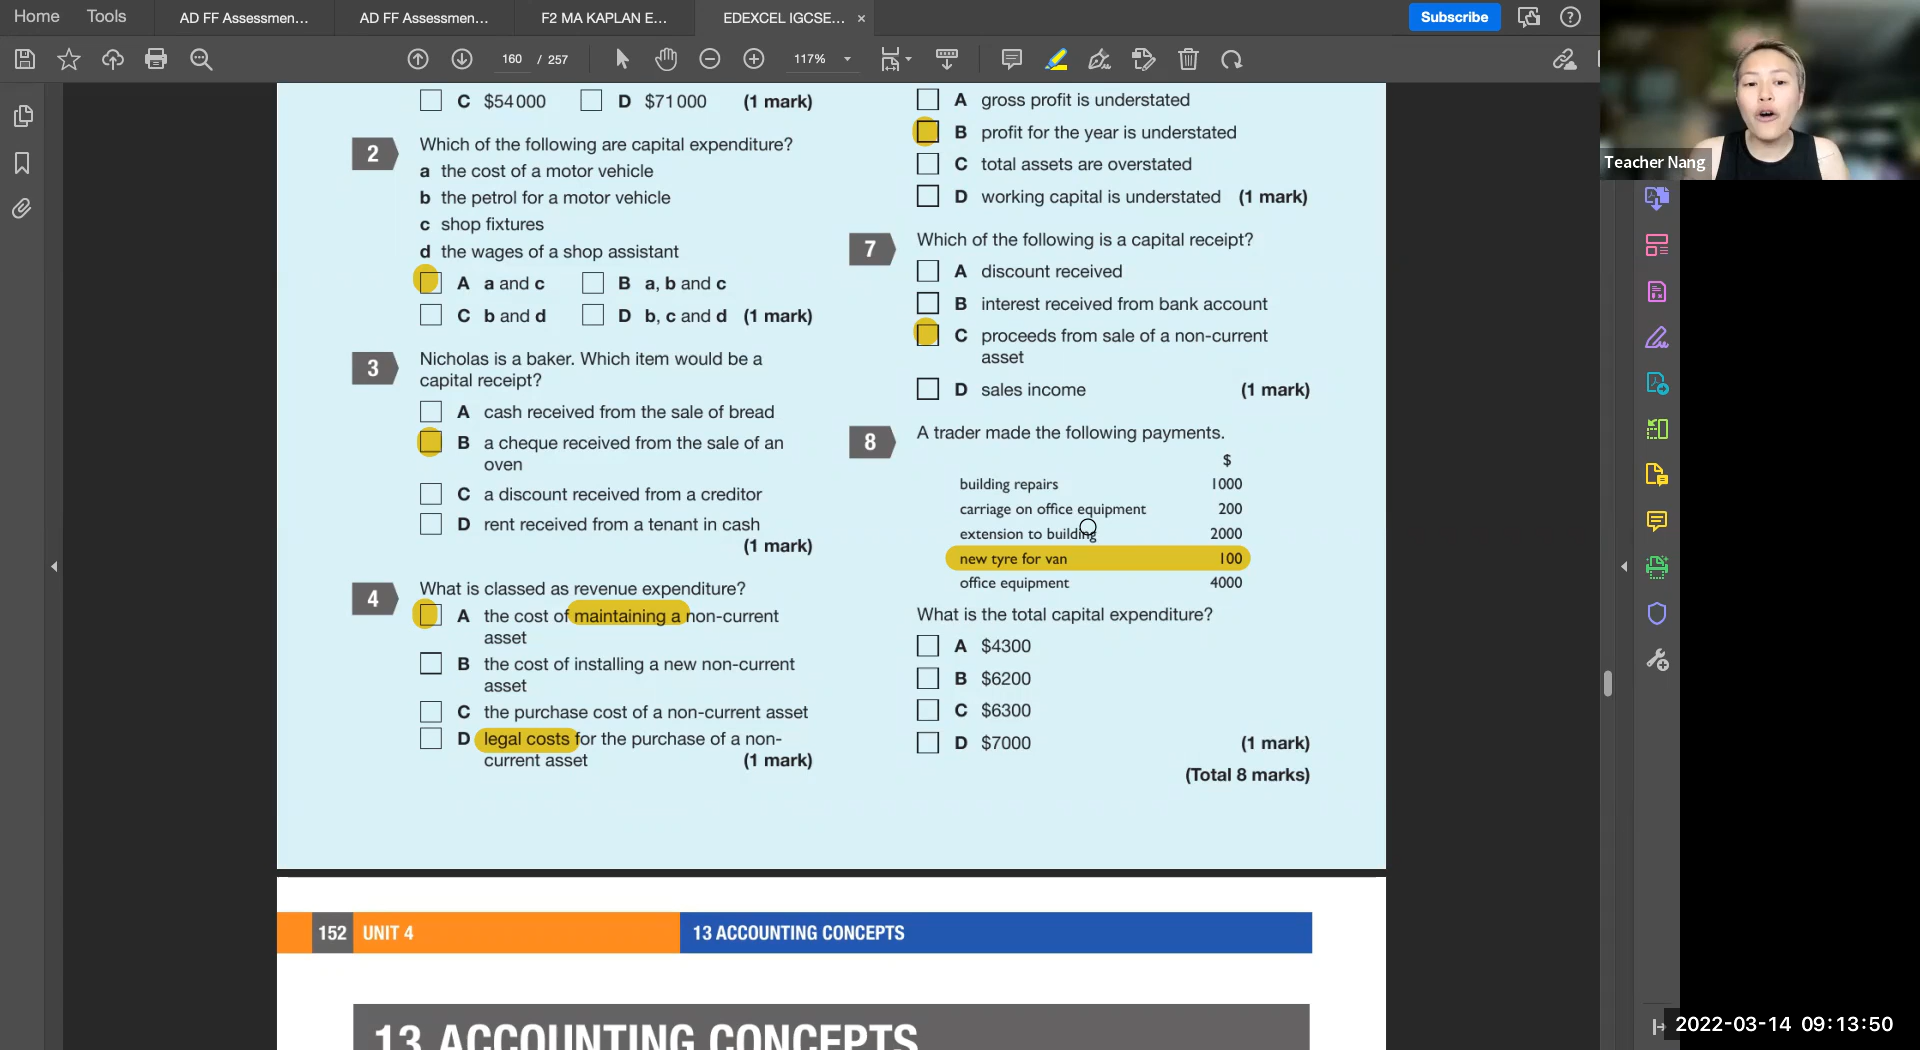 Home
Tools
AD FF Assessmen...
AD FF Assessmen...
F2 MA KAPLAN E...
EDEXCEL IGCSE...
×
Subscribe
160 / 257
117%
C $54000 D $71000 (1 mark)
2 Which of the following are capital expenditure?
a the cost of a motor vehicle
b the petrol for a motor vehicle
c shop fixtures
d the wages of a shop assistant
A a and c B a, b and c
C b and d D b, c and d (1 mark)
3 Nicholas is a baker. Which item would be a
capital receipt?
A cash received from the sale of bread
B a cheque received from the sale of an
oven
C a discount received from a creditor
D rent received from a tenant in cash
(1 mark)
4 What is classed as revenue expenditure?
A the cost of maintaining a non-current
asset
B the cost of installing a new non-current
asset
C the purchase cost of a non-current asset
D legal costs for the purchase of a non-
current asset (1 mark)
A gross profit is understated
B profit for the year is understated
C total assets are overstated
D working capital is understated (1 mark)
7 Which of the following is a capital receipt?
A discount received
B interest received from bank account
C proceeds from sale of a non-current
asset
D sales income (1 mark)
8 A trader made the following payments.
$
building repairs 1000
carriage on office equipment 200
extension to building 2000
new tyre for van 100
office equipment 4000
What is the total capital expenditure?
A $4300
B $6200
C $6300
D $7000 (1 mark)
(Total 8 marks)
152 UNIT 4 13 ACCOUNTING CONCEPTS
13 ACCOUNTING CONCEPTS
Teacher Nang
2022-03-14 09:13:50